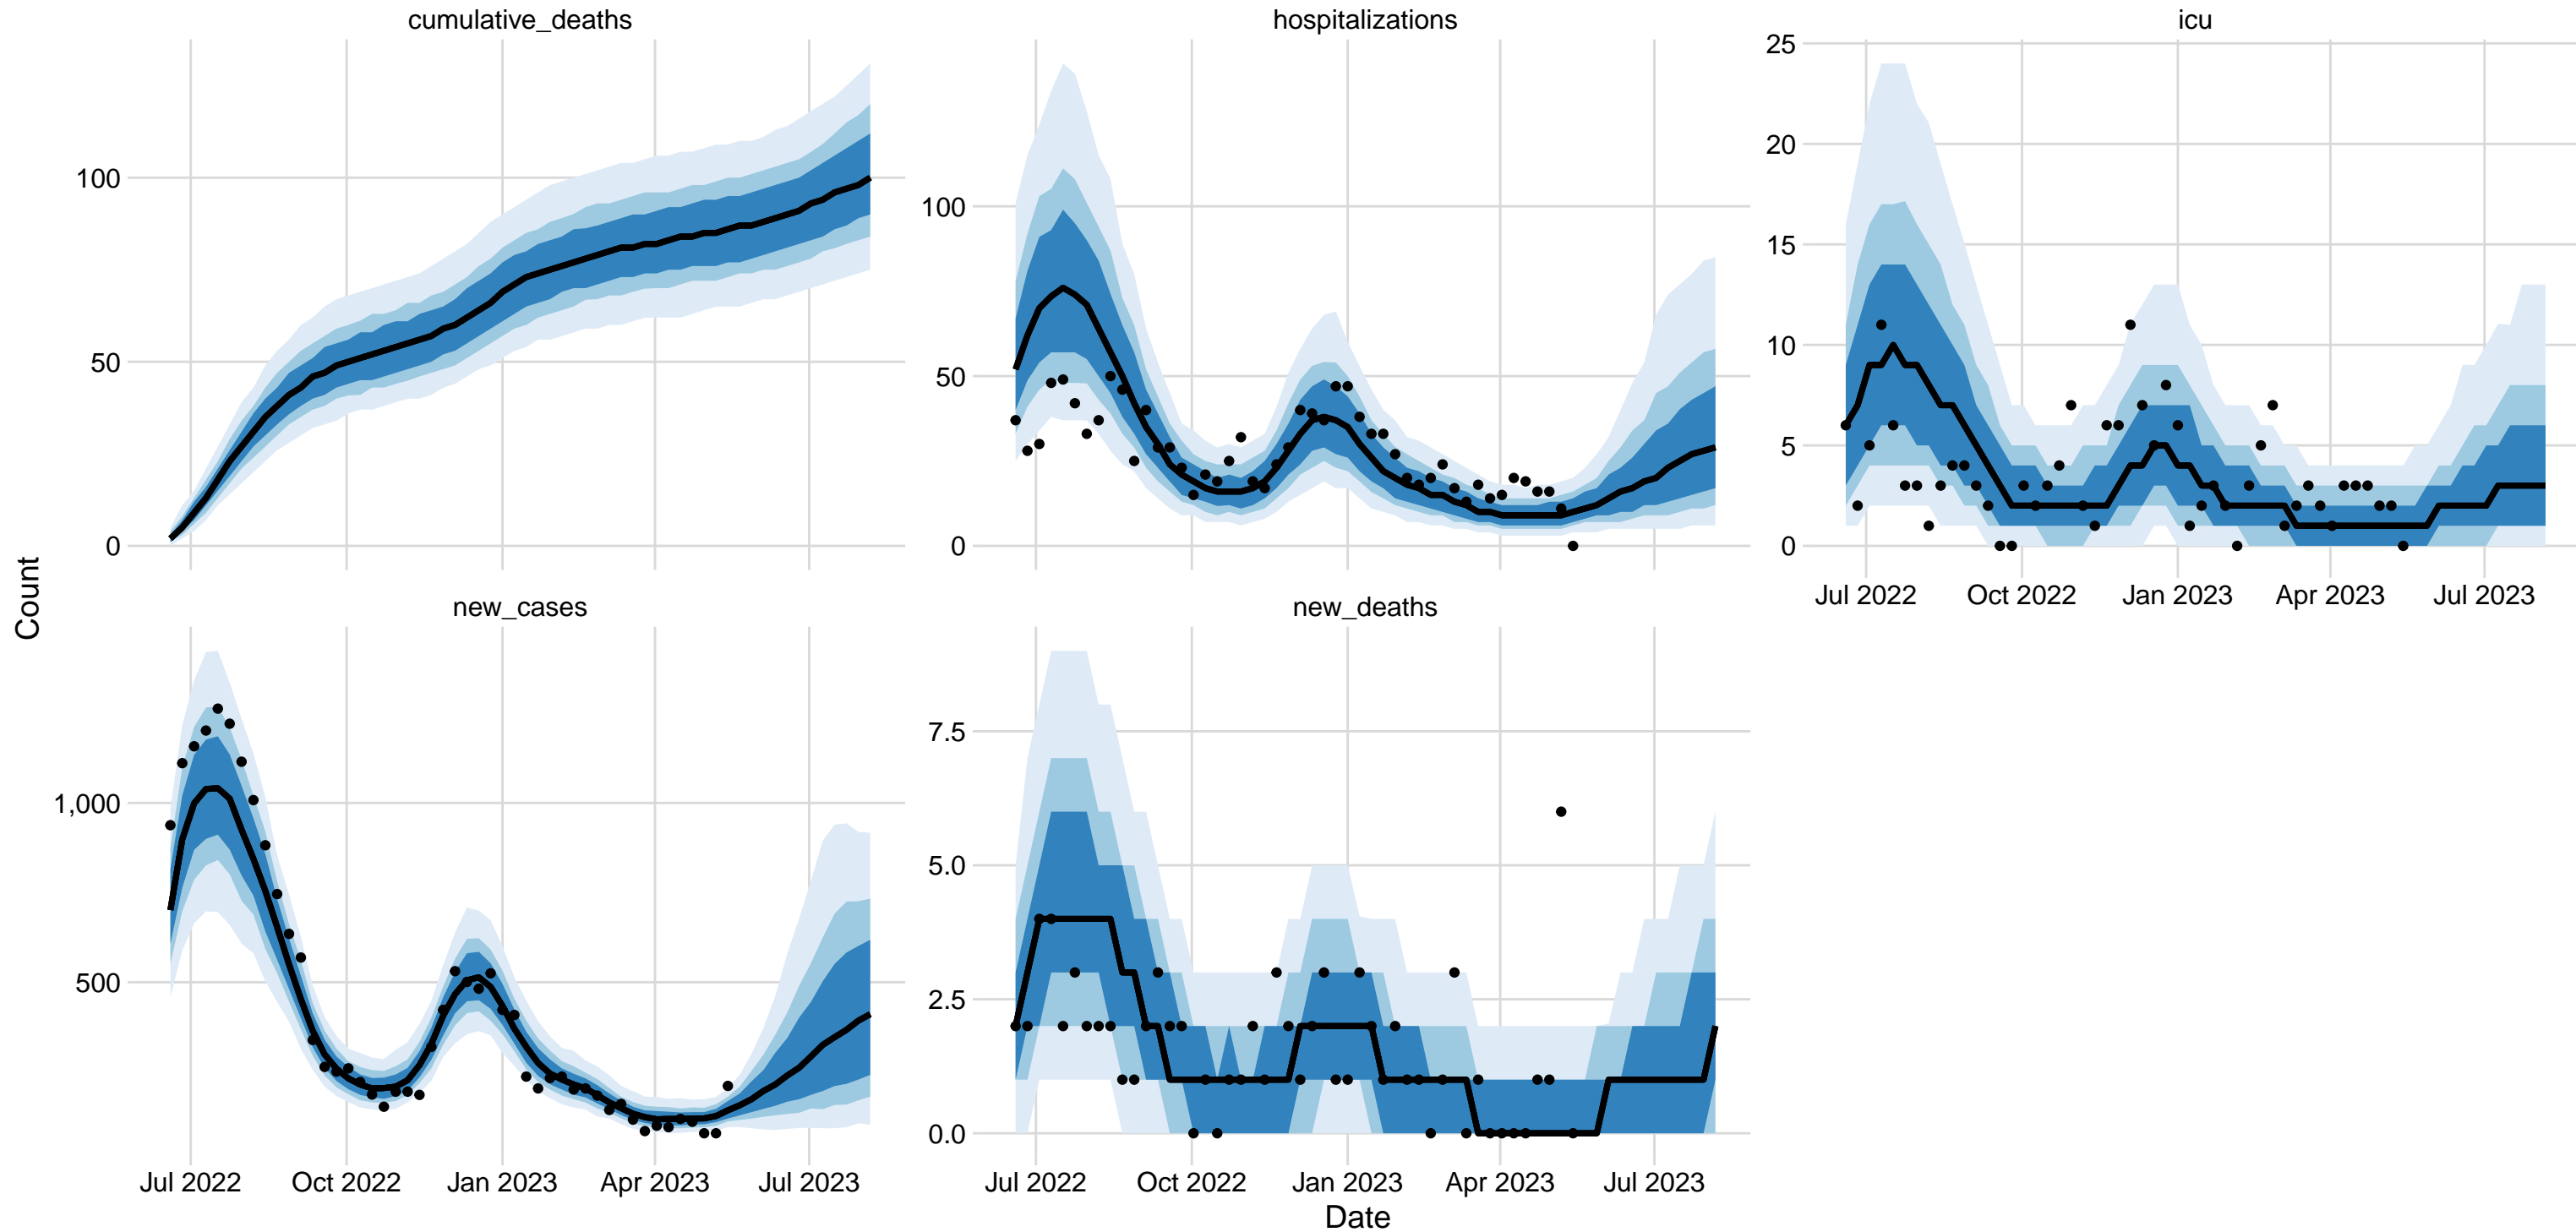 cumulative_deaths
hospitalizations
icu
100
50
0
100
50
0
25
20
15
10
5
0
Jul 2022 Oct 2022 Jan 2023 Apr 2023 Jul 2023
Count
new_cases
new_deaths
1,000
500
7.5
5.0
2.5
0.0
Jul 2022 Oct 2022 Jan 2023 Apr 2023 Jul 2023
Jul 2022 Oct 2022 Jan 2023 Apr 2023 Jul 2023
Date